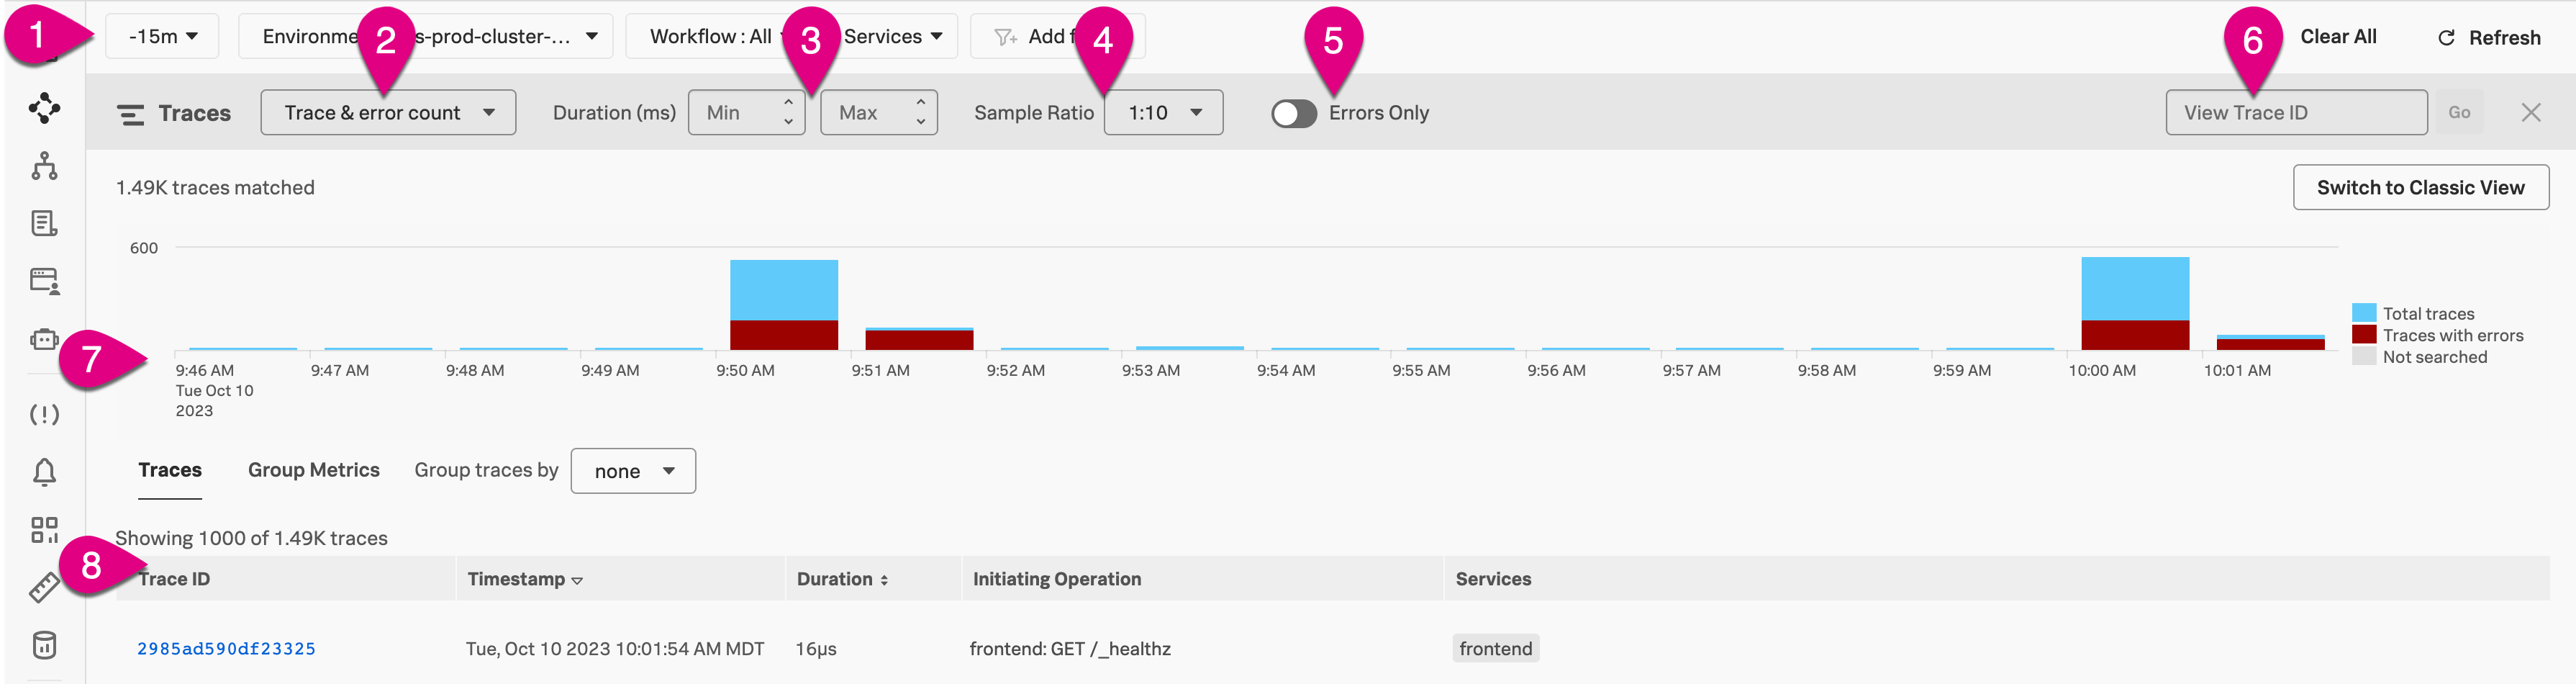 1 -15m Environme 2 s-prod-cluster-... Workflow : All 3 Services Add f 4 5 6 Clear All Refresh
Traces Trace & error count Duration (ms) Min Max Sample Ratio 1:10 Errors Only View Trace ID Go
1.49K traces matched Switch to Classic View
600
Total traces
Traces with errors
Not searched
7
9:46 AM 9:47 AM 9:48 AM 9:49 AM 9:50 AM 9:51 AM 9:52 AM 9:53 AM 9:54 AM 9:55 AM 9:56 AM 9:57 AM 9:58 AM 9:59 AM 10:00 AM 10:01 AM
Tue Oct 10
2023
Traces Group Metrics Group traces by none
Showing 1000 of 1.49K traces
8
Trace ID Timestamp Duration Initiating Operation Services
2985ad590df23325 Tue, Oct 10 2023 10:01:54 AM MDT 16µs frontend: GET /_healthz frontend